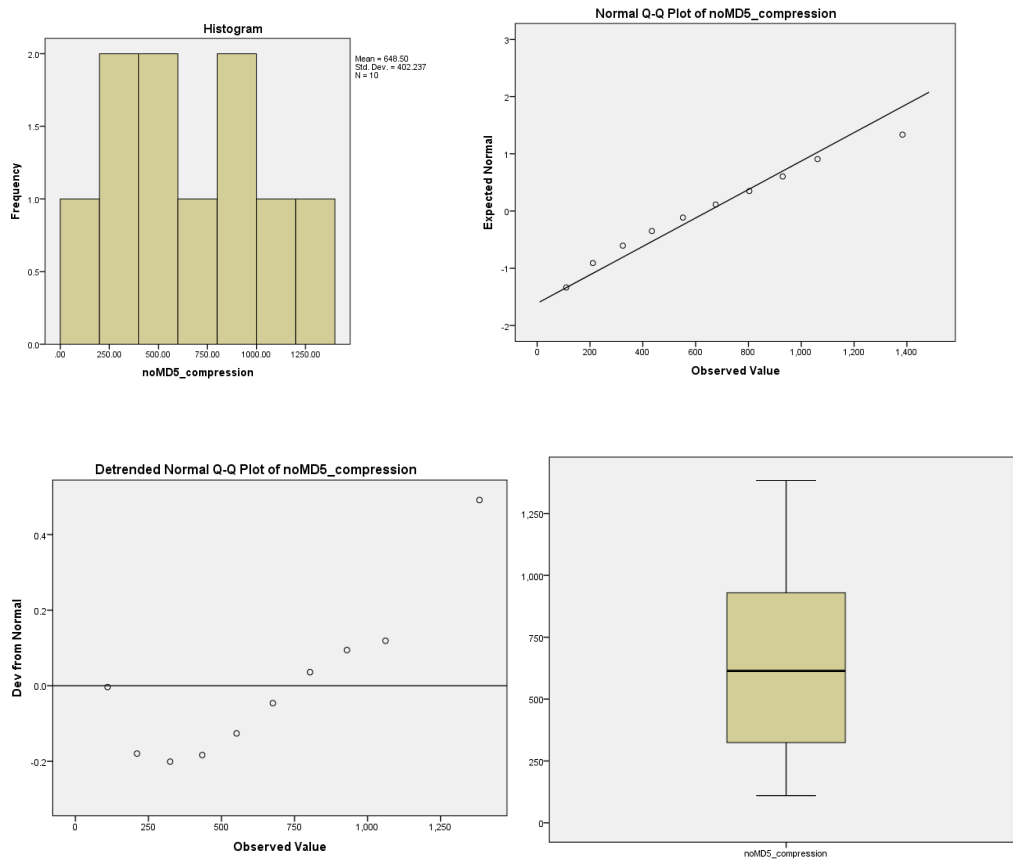 Histogram
Mean = 648.50
Std. Dev. = 402.237
N = 10
2.0
1.5
1.0
0.5
0.0
Frequency
.00 250.00 500.00 750.00 1000.00 1250.00
noMD5_compression
Normal Q-Q Plot of noMD5_compression
3
2
1
0
-1
-2
Expected Normal
0 200 400 600 800 1,000 1,200 1,400
Observed Value
Detrended Normal Q-Q Plot of noMD5_compression
0.4
0.2
0.0
-0.2
Dev from Normal
0 250 500 750 1,000 1,250
Observed Value
1,250
1,000
750
500
250
0
noMD5_compression